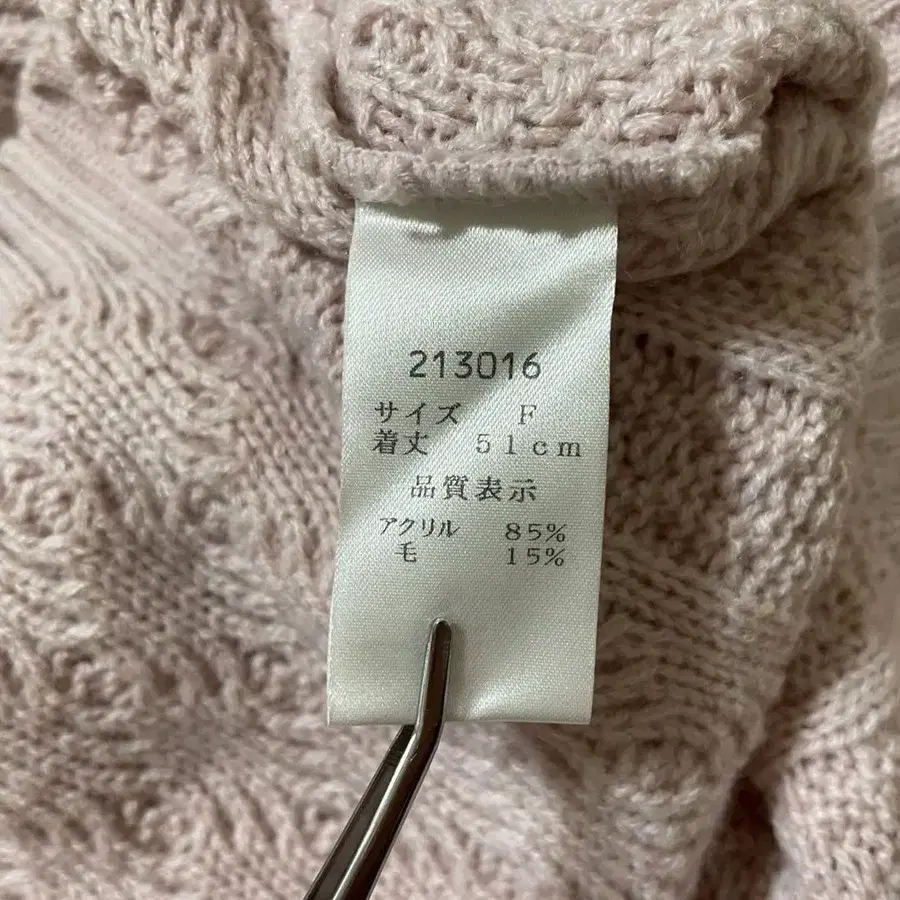 213016
サイズ F
着丈 51cm
品質表示
アクリル 85%
毛 15%